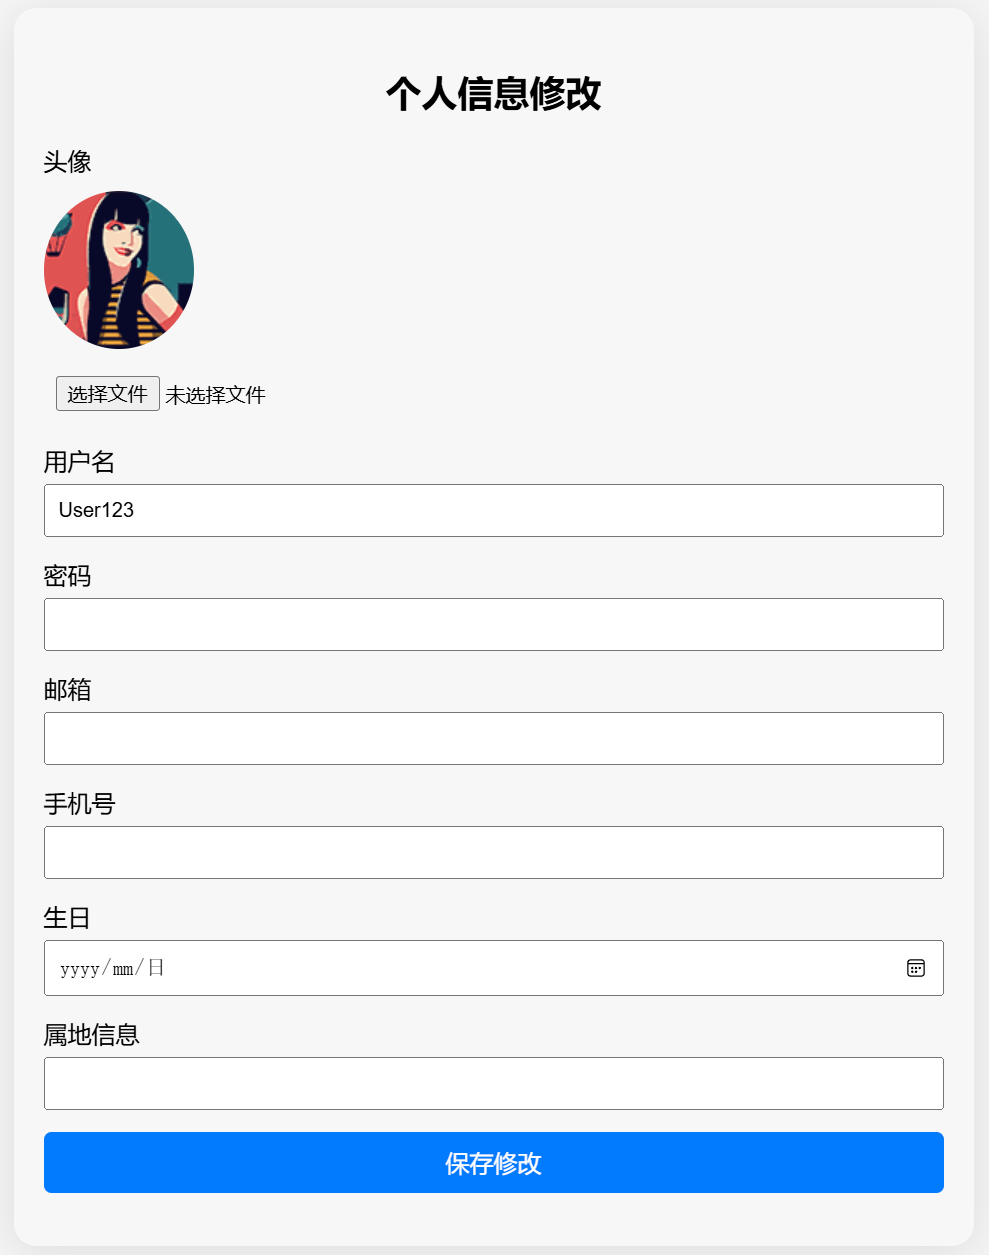 个人信息修改
头像
选择文件 未选择文件
用户名
User123
密码
邮箱
手机号
生日
yyyy/mm/日
属地信息
保存修改